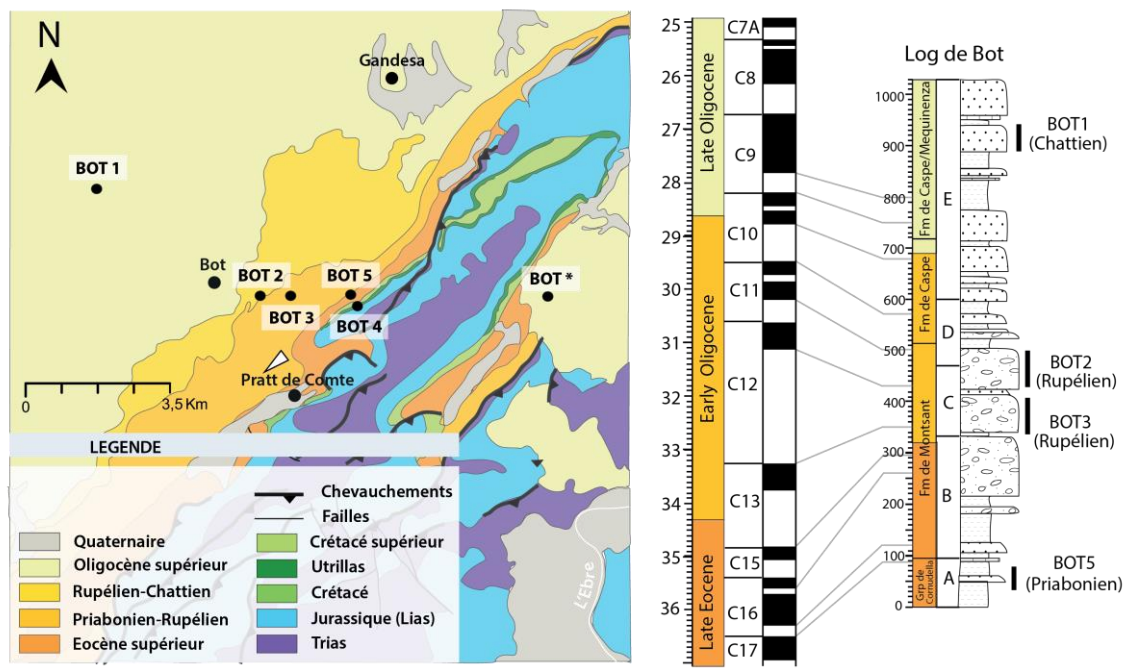 N
Gandesa
BOT 1
Bot
BOT 2
BOT 3
BOT 5
BOT 4
BOT *
Pratt de Comte
0
3,5Km
L'Ebre
LEGENDE
Chevauchements
Failles
Quaternaire
Oligocène supérieur
Rupélien-Chattien
Priabonien-Rupélien
Eocène supérieur
Crétacé supérieur
Utrillas
Crétacé
Jurassique (Lias)
Trias
25
26
27
28
29
30
31
32
33
34
35
36
Late Oligocene
Early Oligocene
Late Eocene
C7A
C8
C9
C10
C11
C12
C13
C15
C16
C17
Log de Bot
1000
900
800
700
600
500
400
300
200
100
0
Fm de Caspe/Mequinenza
Fm de Caspe
Fm de Montsant
Grp de
Cornudella
E
D
C
B
A
BOT1
(Chattien)
BOT2
(Rupélien)
BOT3
(Rupélien)
BOT5
(Priabonien)